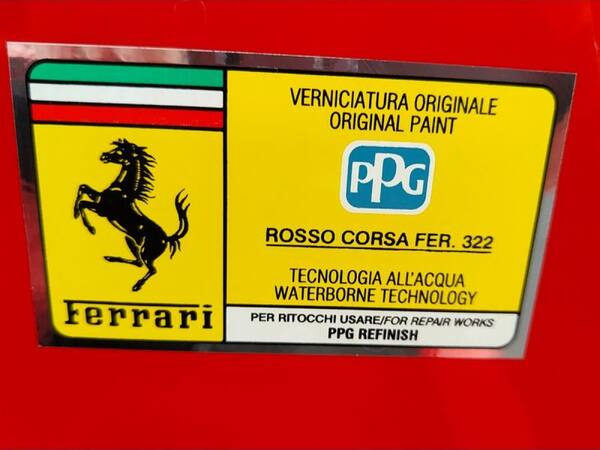 Ferrari
VERNICIATURA ORIGINALE
ORIGINAL PAINT
PPG
ROSSO CORSA FER. 322
TECNOLOGIA ALL'ACQUA
WATERBORNE TECHNOLOGY
PER RITOCCHI USARE/FOR REPAIR WORKS
PPG REFINISH